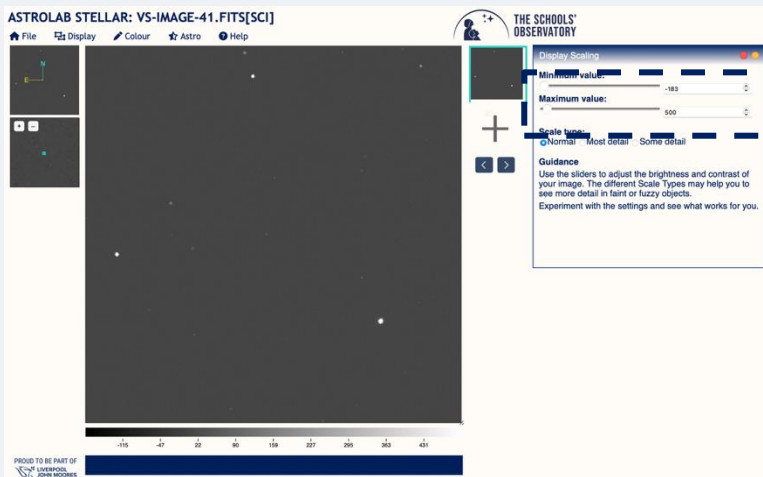 ASTROLAB STELLAR: VS-IMAGE-41.FITS[SCI]
File Display Colour Astro Help
THE SCHOOLS'
OBSERVATORY
N
E
+ −
Display Scaling
Minimum value:
-183
Maximum value:
500
Scale type:
Normal Most detail Some detail
Guidance
Use the sliders to adjust the brightness and contrast of
your image. The different Scale Types may help you to
see more detail in faint or fuzzy objects.
Experiment with the settings and see what works for you.
< >
-115 -47 22 90 159 227 295 363 431
PROUD TO BE PART OF
LIVERPOOL
JOHN MOORES